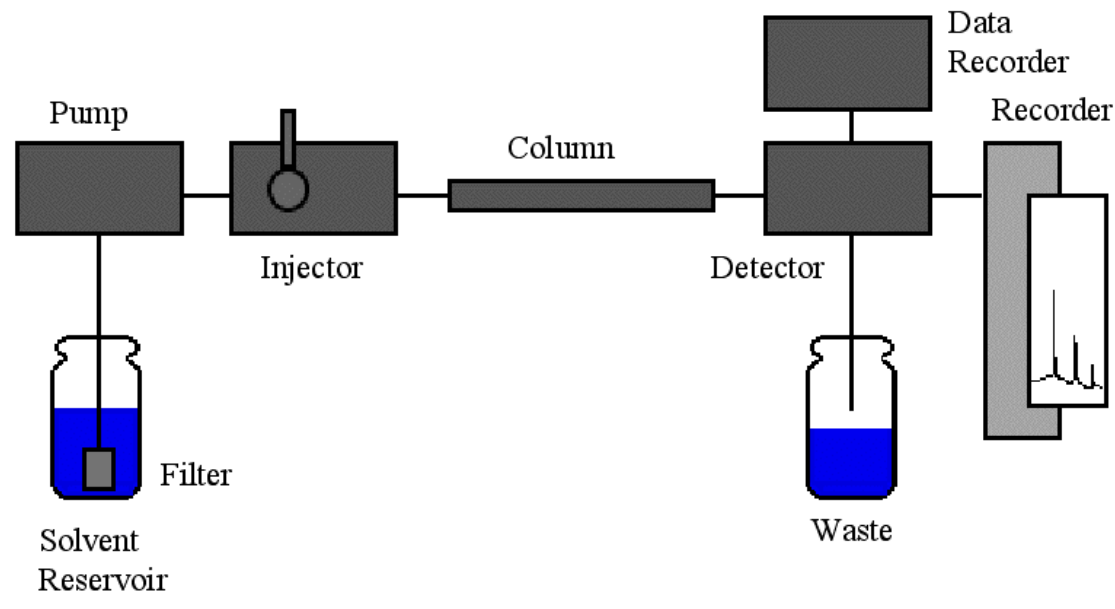 Data
Recorder
Recorder
Pump
Column
Injector
Detector
Filter
Waste
Solvent
Reservoir